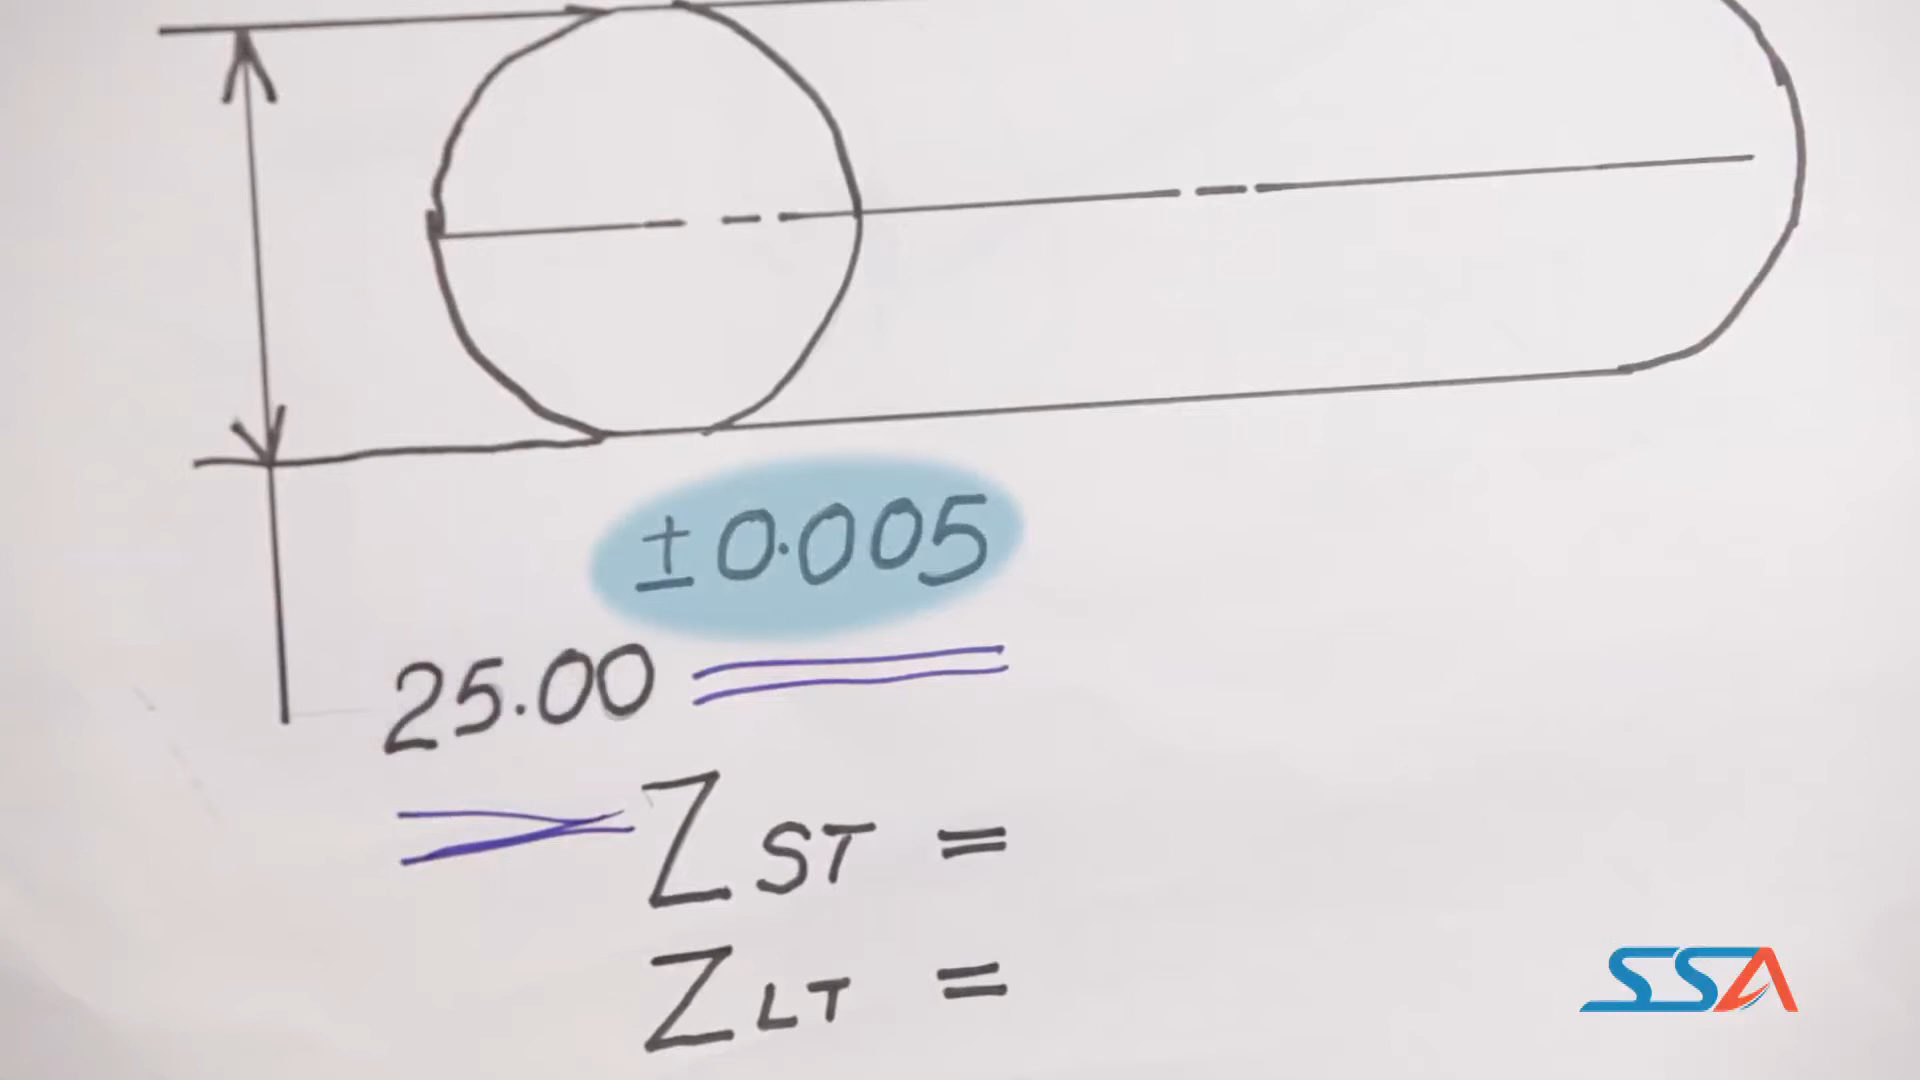 ±0.005
25.00
ZST =
ZLT =
SSA